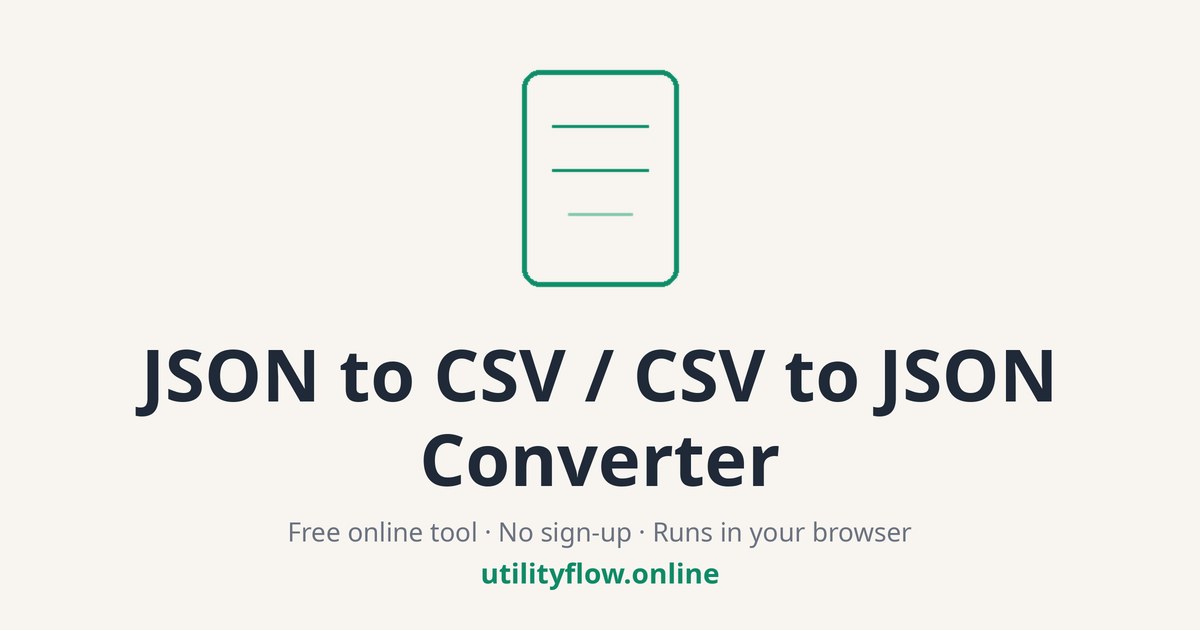 JSON to CSV / CSV to JSON
Converter
Free online tool · No sign-up · Runs in your browser
utilityflow.online